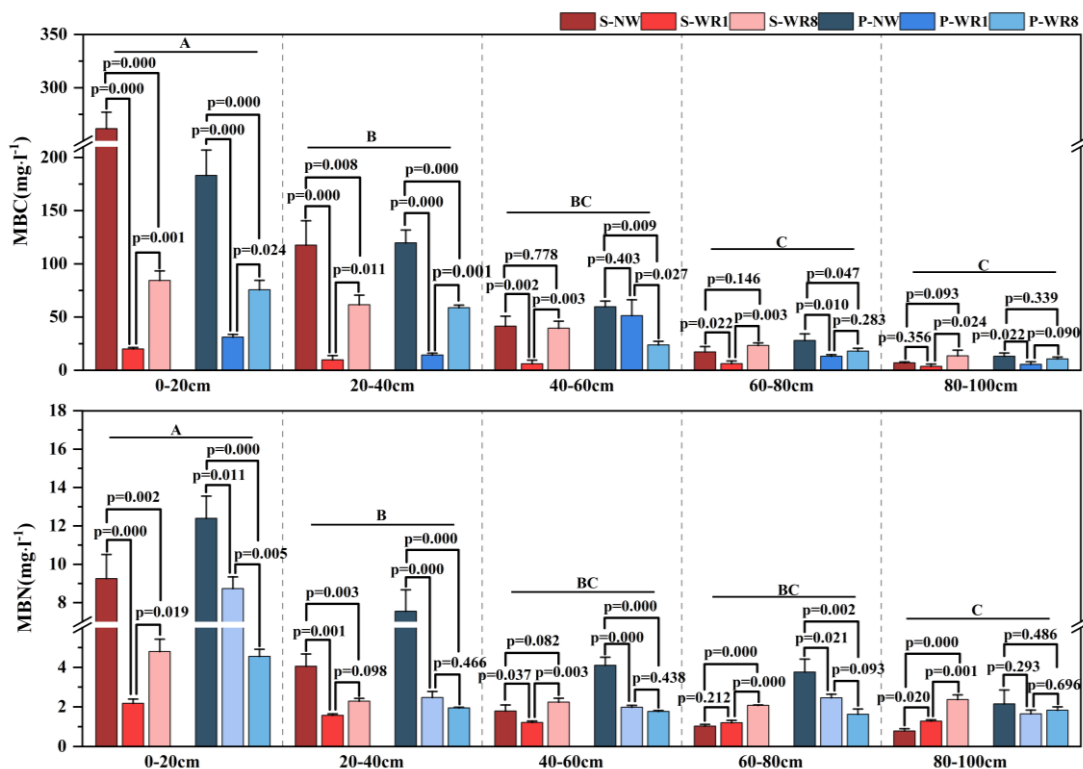 S-NW S-WR1 S-WR8 P-NW P-WR1 P-WR8
MBC(mg·l⁻¹)
350
300
200
150
100
50
0
A
p=0.000
p=0.000
p=0.001
p=0.000
p=0.000
p=0.024
B
p=0.008
p=0.000
p=0.011
p=0.000
p=0.000
p=0.001
BC
p=0.778
p=0.002
p=0.003
p=0.009
p=0.403
p=0.027
C
p=0.146
p=0.022
p=0.003
p=0.047
p=0.010
p=0.283
C
p=0.093
p=0.356
p=0.024
p=0.339
p=0.022
p=0.090
0-20cm 20-40cm 40-60cm 60-80cm 80-100cm
MBN(mg·l⁻¹)
18
16
14
12
10
8
4
2
0
A
p=0.002
p=0.000
p=0.019
p=0.000
p=0.011
p=0.005
B
p=0.003
p=0.001
p=0.098
p=0.000
p=0.000
p=0.466
BC
p=0.082
p=0.037
p=0.003
p=0.000
p=0.000
p=0.438
BC
p=0.000
p=0.212
p=0.000
p=0.002
p=0.021
p=0.093
C
p=0.000
p=0.020
p=0.001
p=0.486
p=0.293
p=0.696
0-20cm 20-40cm 40-60cm 60-80cm 80-100cm